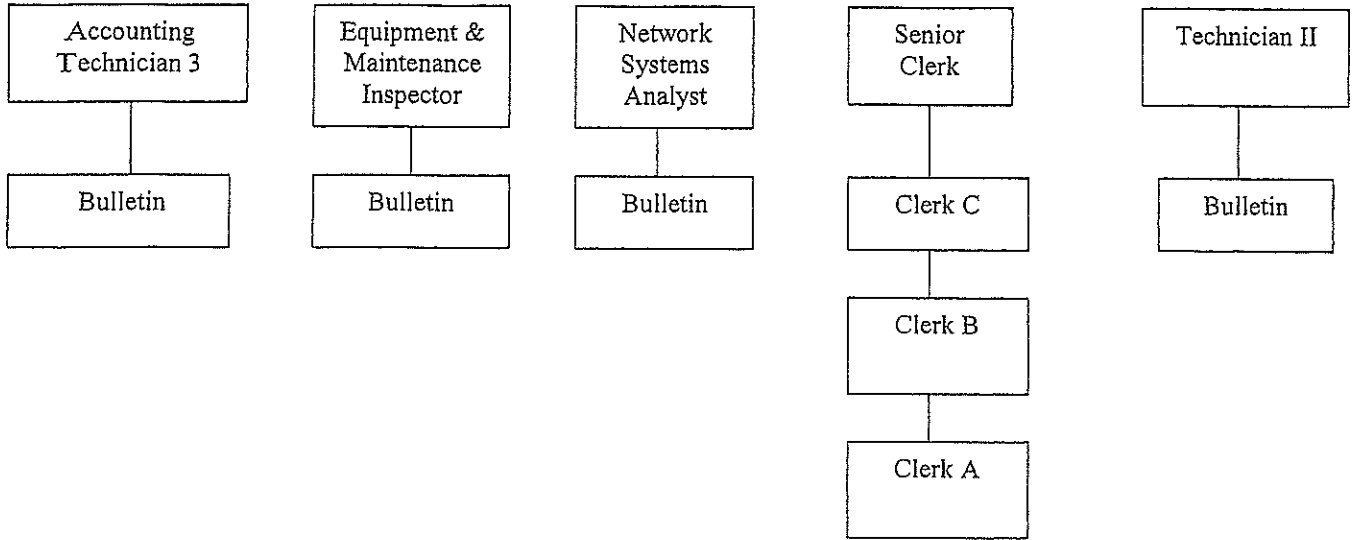 Accounting
Technician 3
Equipment &
Maintenance
Inspector
Network
Systems
Analyst
Senior
Clerk
Technician II
Bulletin
Bulletin
Bulletin
Clerk C
Bulletin
Clerk B
Clerk A